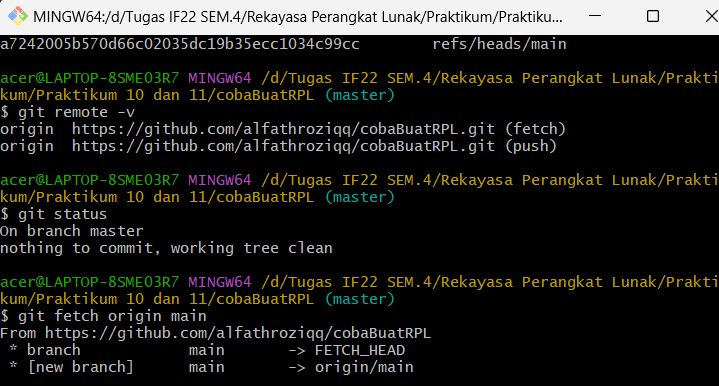 MINGW64:/d/Tugas IF22 SEM.4/Rekayasa Perangkat Lunak/Praktikum/Praktiku...
a7242005b570d66c02035dc19b35ecc1034c99cc        refs/heads/main
acer@LAPTOP-8SME03R7 MINGW64 /d/Tugas IF22 SEM.4/Rekayasa Perangkat Lunak/Prakti
kum/Praktikum 10 dan 11/cobaBuatRPL (master)
$ git remote -v
origin  https://github.com/alfathroziqq/cobaBuatRPL.git (fetch)
origin  https://github.com/alfathroziqq/cobaBuatRPL.git (push)
acer@LAPTOP-8SME03R7 MINGW64 /d/Tugas IF22 SEM.4/Rekayasa Perangkat Lunak/Prakti
kum/Praktikum 10 dan 11/cobaBuatRPL (master)
$ git status
On branch master
nothing to commit, working tree clean
acer@LAPTOP-8SME03R7 MINGW64 /d/Tugas IF22 SEM.4/Rekayasa Perangkat Lunak/Prakti
kum/Praktikum 10 dan 11/cobaBuatRPL (master)
$ git fetch origin main
From https://github.com/alfathroziqq/cobaBuatRPL
 * branch            main       -> FETCH_HEAD
 * [new branch]      main       -> origin/main